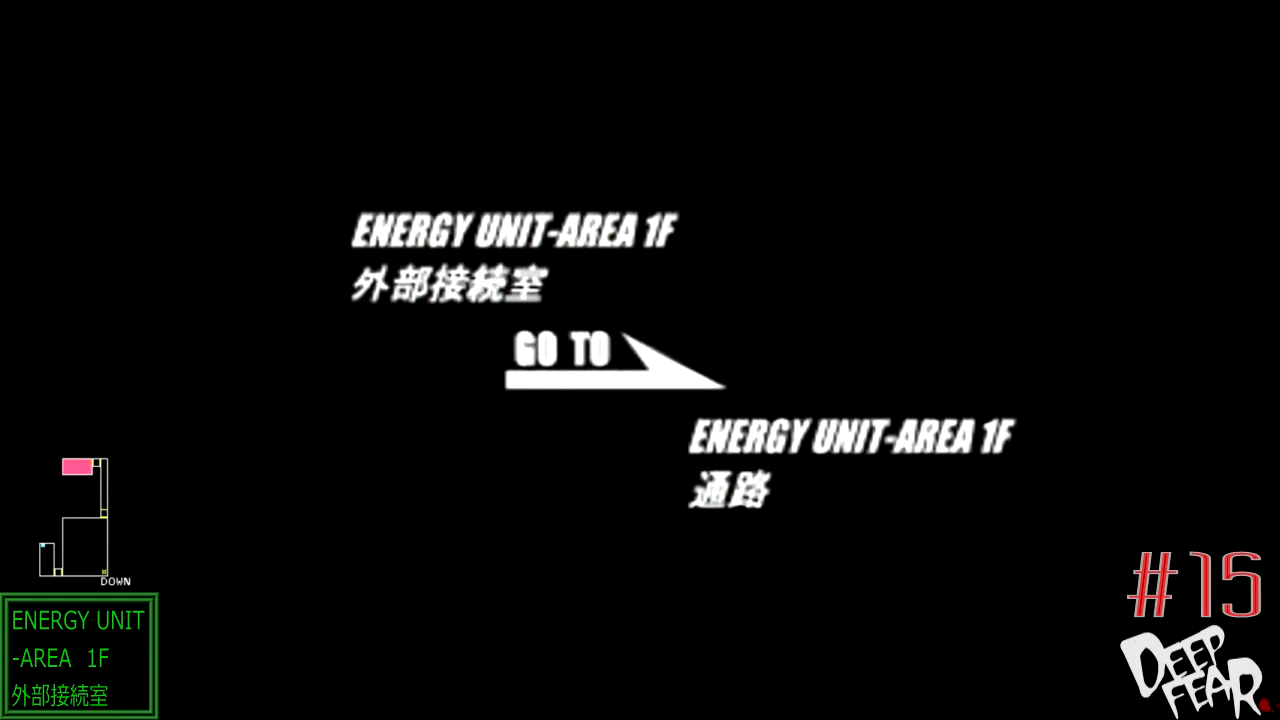 ENERGY UNIT-AREA 1F
外部接続室
GO TO
ENERGY UNIT-AREA 1F
通路
DOWN
ENERGY UNIT
-AREA 1F
外部接続室
#15
DEEP
FEAR